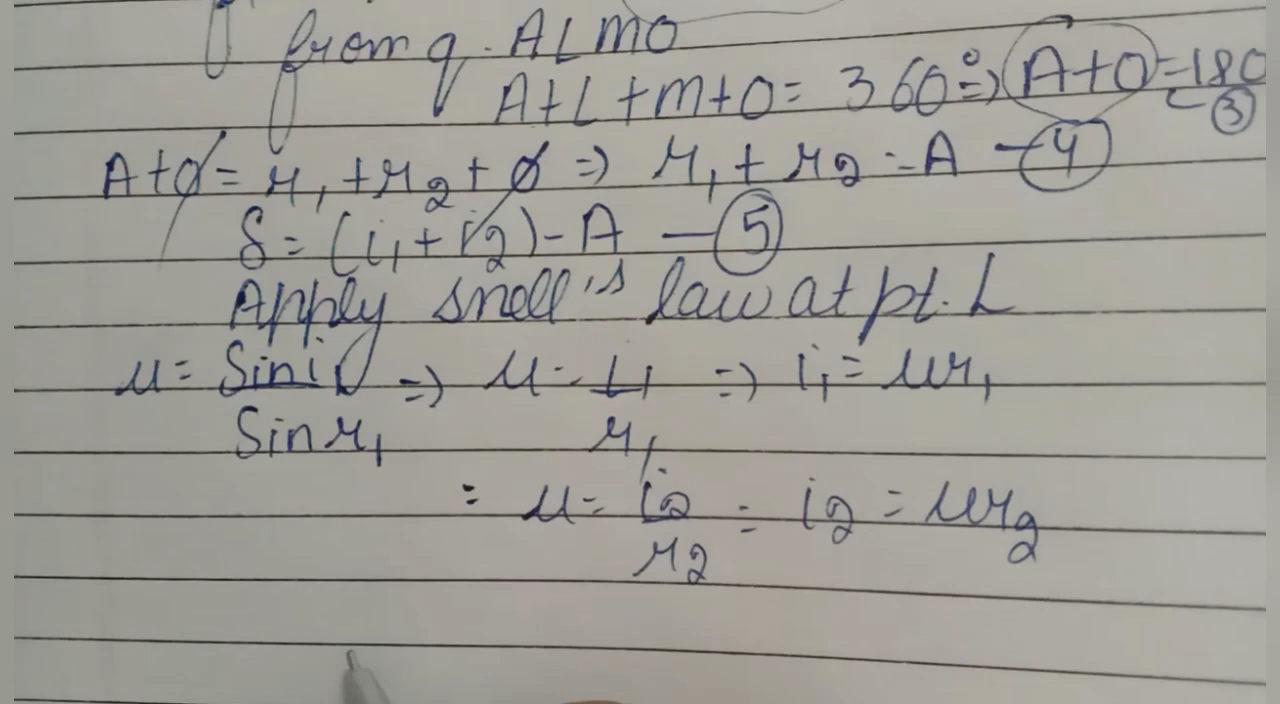 from q. ALMO
A+L+m+O = 360° ⇒ A+O = 180 — (3)
A+O = r1 + r2 + O ⇒ r1 + r2 = A — (4)
δ = (i1 + i2) - A — (5)
Apply snell's law at pt. L
μ = Sin i1 / Sin r1 ⇒ μ = i1 / r1 ⇒ i1 = μr1
= μ = i2 / r2 = i2 = μr2